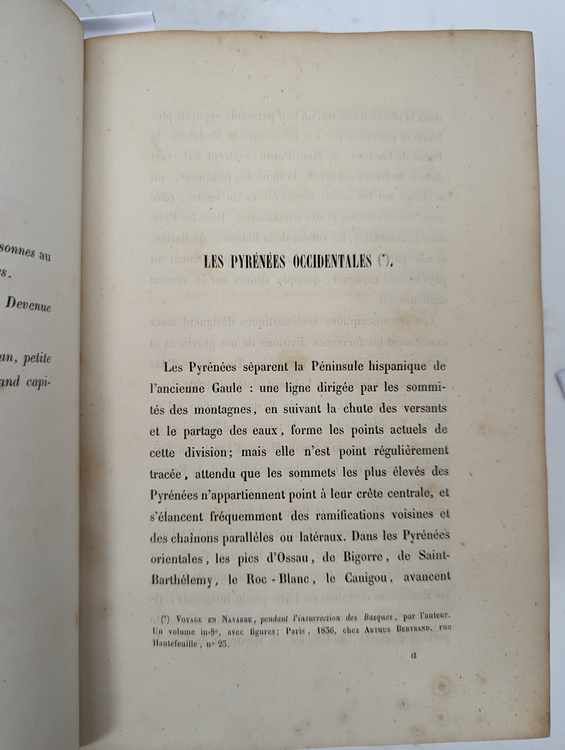 sonnes au
s.
Devenue
an, petite
and capi-
LES PYRÉNÉES OCCIDENTALES (*).
Les Pyrénées séparent la Péninsule hispanique de
l'ancienne Gaule : une ligne dirigée par les sommi-
tés des montagnes, en suivant la chute des versants
et le partage des eaux, forme les points actuels de
cette division; mais elle n'est point régulièrement
tracée, attendu que les sommets les plus élevés des
Pyrénées n'appartiennent point à leur crête centrale, et
s'élancent fréquemment des ramifications voisines et
des chaînons parallèles ou latéraux. Dans les Pyrénées
orientales, les pics d'Ossau, de Bigorre, de Saint-
Barthélemy, le Roc-Blanc, le Canigou, avancent
(*) VOYAGE EN NAVARRE, pendant l'insurrection des Basques, par l'auteur.
Un volume in-8°, avec figures; Paris, 1836, chez ARTHUS BERTRAND, rue
Hautefeuille, n° 23.
a